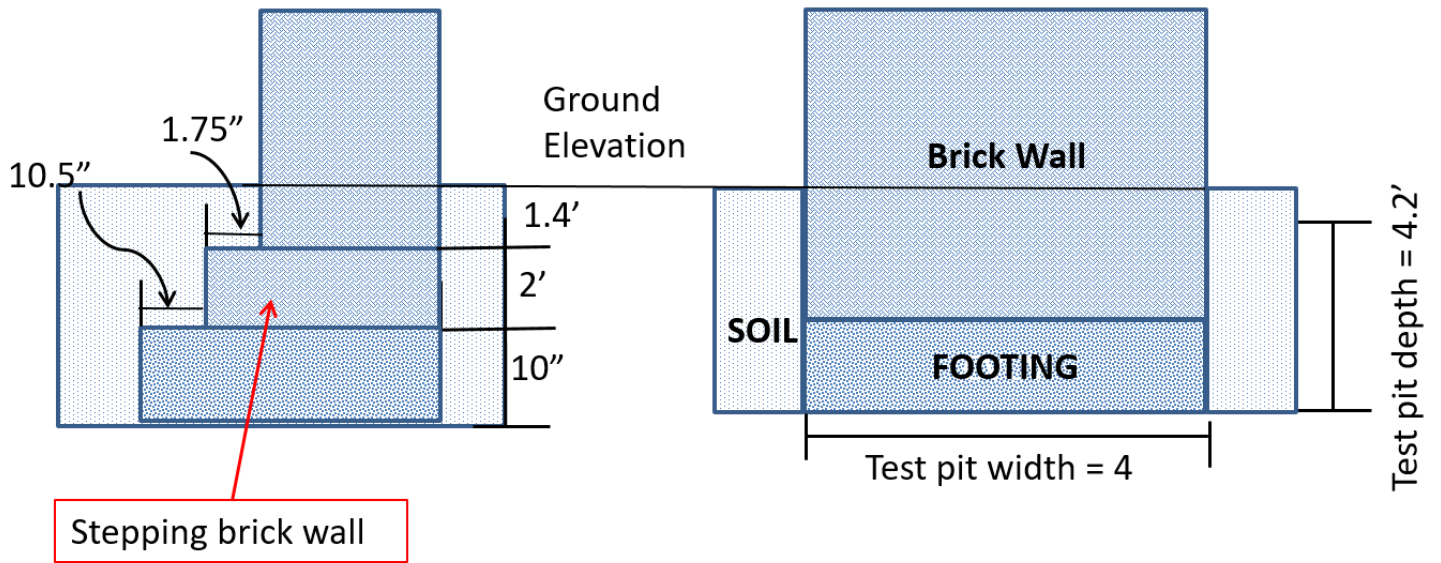 1.75”
10.5”
Ground
Elevation
1.4’
2’
10”
Stepping brick wall
Brick Wall
SOIL
FOOTING
Test pit width = 4
Test pit depth = 4.2’